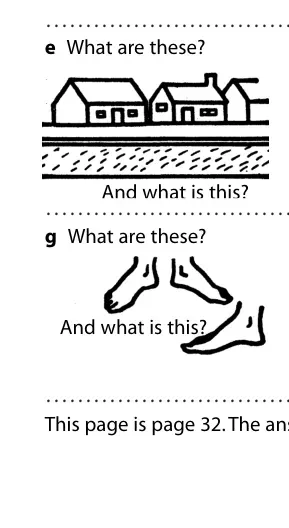 e What are these?
And what is this?
g What are these?
And what is this?
This page is page 32. The